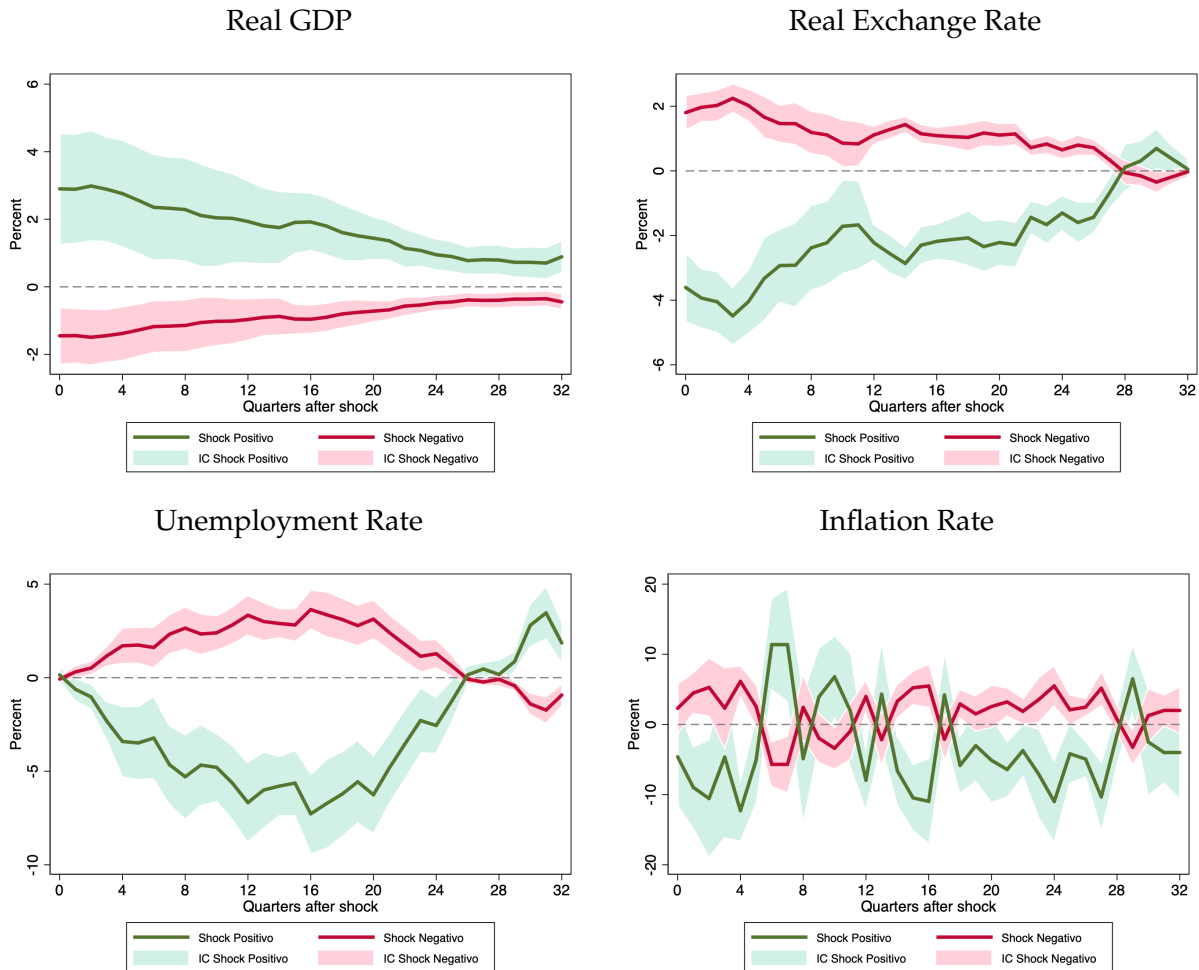 Real GDP
Percent
6
4
2
0
-2
0 4 8 12 16 20 24 28 32
Quarters after shock
Shock Positivo Shock Negativo
IC Shock Positivo IC Shock Negativo
Real Exchange Rate
Percent
2
0
-2
-4
-6
0 4 8 12 16 20 24 28 32
Quarters after shock
Shock Positivo Shock Negativo
IC Shock Positivo IC Shock Negativo
Unemployment Rate
Percent
5
0
-5
-10
0 4 8 12 16 20 24 28 32
Quarters after shock
Shock Positivo Shock Negativo
IC Shock Positivo IC Shock Negativo
Inflation Rate
Percent
20
10
0
-10
-20
0 4 8 12 16 20 24 28 32
Quarters after shock
Shock Positivo Shock Negativo
IC Shock Positivo IC Shock Negativo